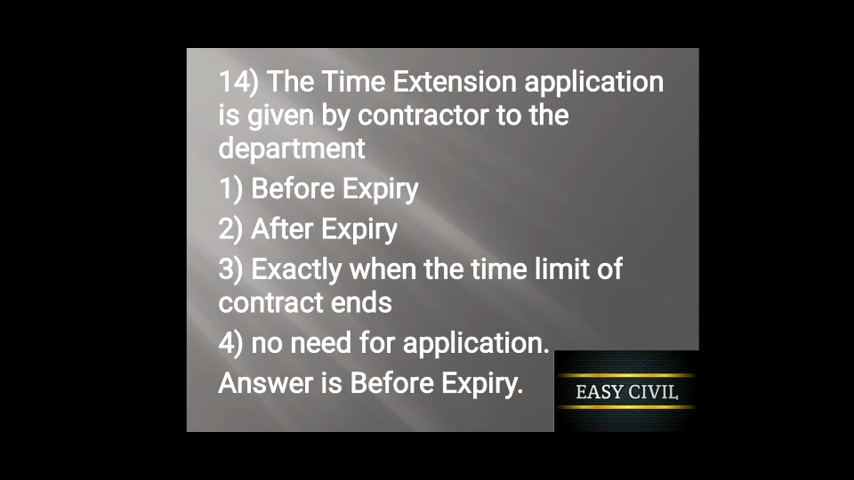 14) The Time Extension application
is given by contractor to the
department
1) Before Expiry
2) After Expiry
3) Exactly when the time limit of
contract ends
4) no need for application.
Answer is Before Expiry.
EASY CIVIL